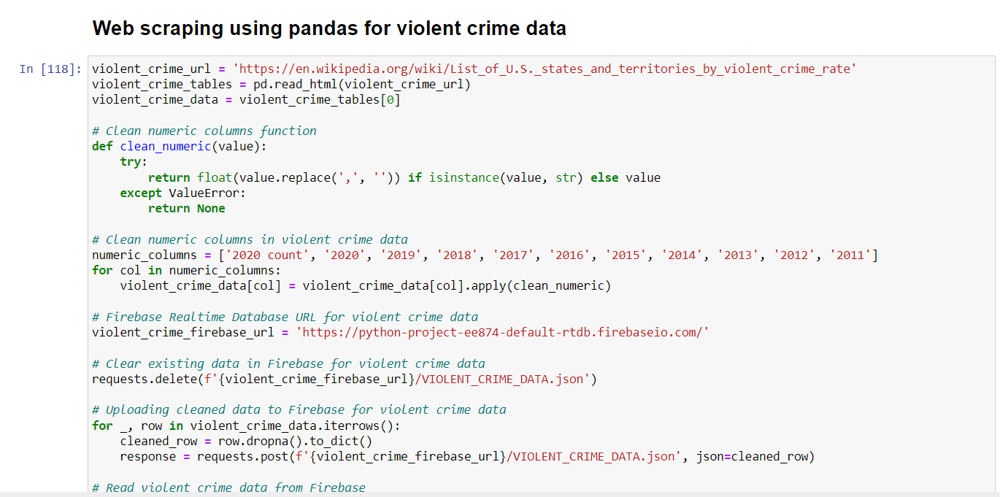 Web scraping using pandas for violent crime data
In [118]:
violent_crime_url = 'https://en.wikipedia.org/wiki/List_of_U.S._states_and_territories_by_violent_crime_rate'
violent_crime_tables = pd.read_html(violent_crime_url)
violent_crime_data = violent_crime_tables[0]
# Clean numeric columns function
def clean_numeric(value):
    try:
        return float(value.replace(',', '')) if isinstance(value, str) else value
    except ValueError:
        return None
# Clean numeric columns in violent crime data
numeric_columns = ['2020 count', '2020', '2019', '2018', '2017', '2016', '2015', '2014', '2013', '2012', '2011']
for col in numeric_columns:
    violent_crime_data[col] = violent_crime_data[col].apply(clean_numeric)
# Firebase Realtime Database URL for violent crime data
violent_crime_firebase_url = 'https://python-project-ee874-default-rtdb.firebaseio.com/'
# Clear existing data in Firebase for violent crime data
requests.delete(f'{violent_crime_firebase_url}/VIOLENT_CRIME_DATA.json')
# Uploading cleaned data to Firebase for violent crime data
for _, row in violent_crime_data.iterrows():
    cleaned_row = row.dropna().to_dict()
    response = requests.post(f'{violent_crime_firebase_url}/VIOLENT_CRIME_DATA.json', json=cleaned_row)
# Read violent crime data from Firebase